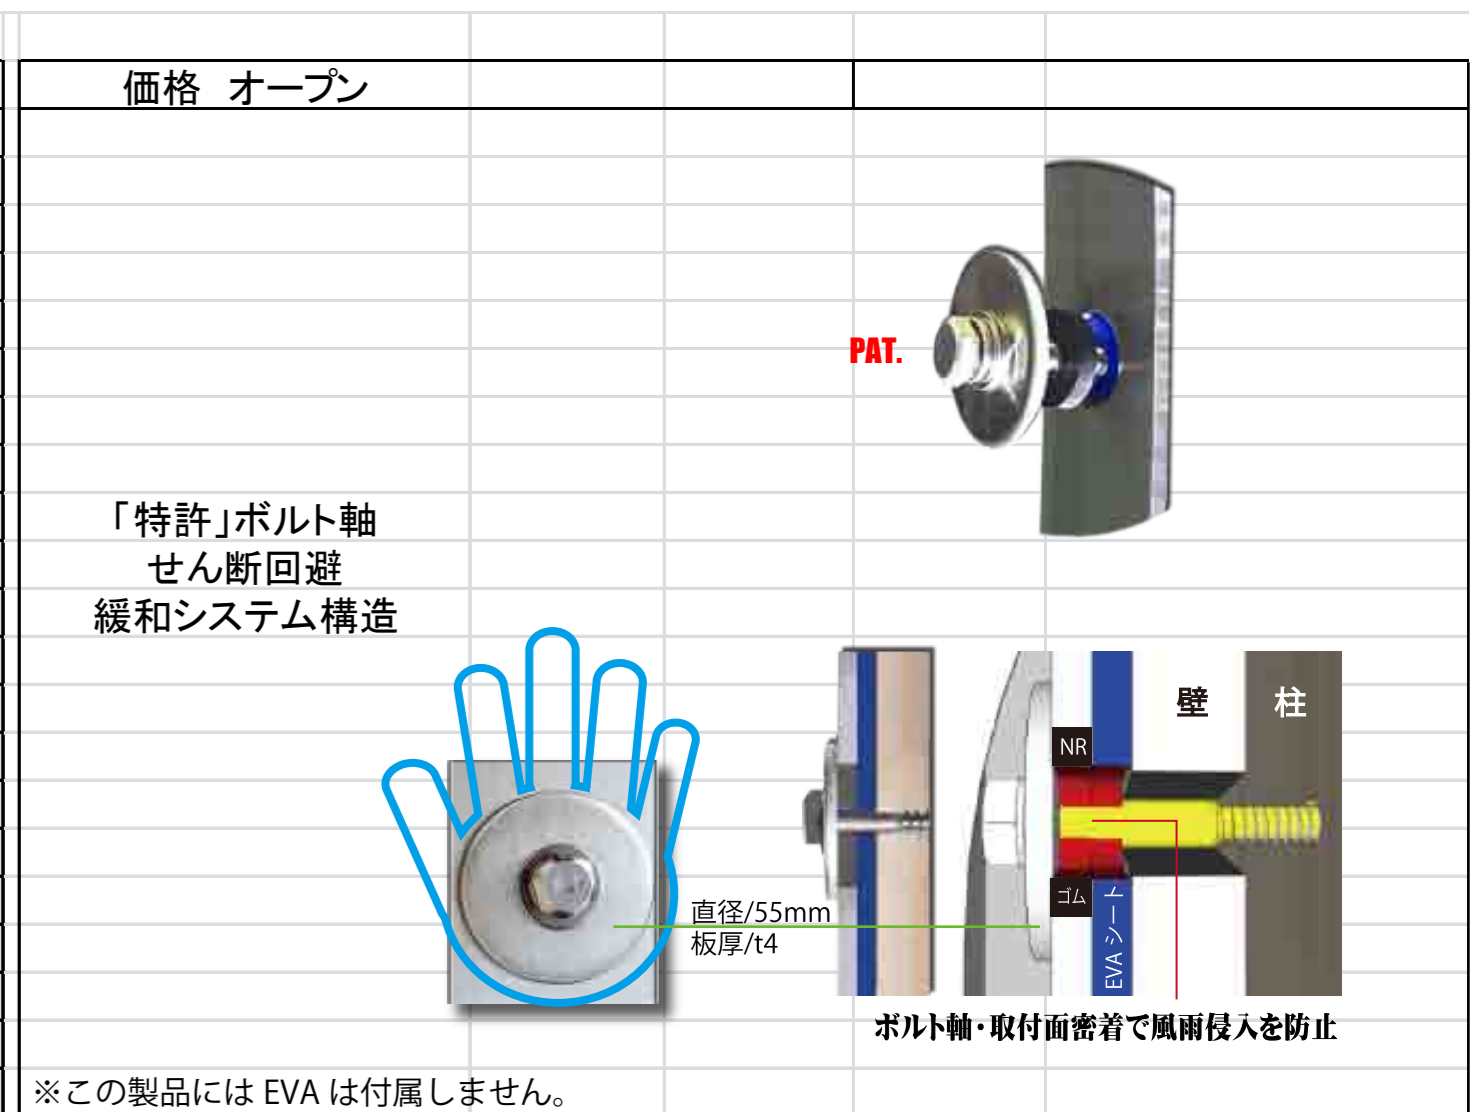 価格　オープン
PAT.
「特許」ボルト軸
せん断回避
緩和システム構造
壁　柱
NR
ゴム
EVAシート
直径/55mm
板厚/t4
ボルト軸・取付面密着で風雨侵入を防止
※この製品には EVA は付属しません。